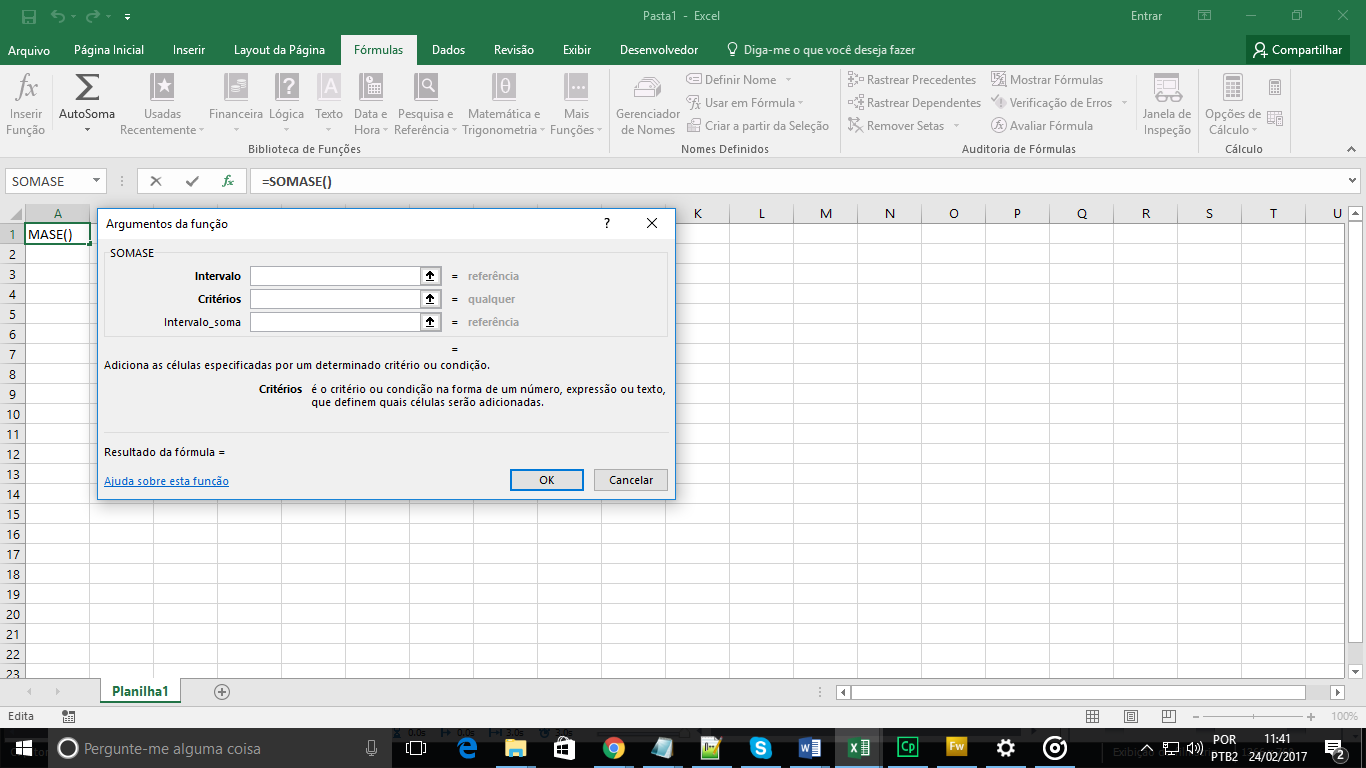 Pasta1 - Excel
Entrar
Arquivo Página Inicial Inserir Layout da Página Fórmulas Dados Revisão Exibir Desenvolvedor Diga-me o que você deseja fazer Compartilhar
Inserir Função
AutoSoma
Usadas Recentemente
Financeira
Lógica
Texto
Data e Hora
Pesquisa e Referência
Matemática e Trigonometria
Mais Funções
Biblioteca de Funções
Gerenciador de Nomes
Definir Nome
Usar em Fórmula
Criar a partir da Seleção
Nomes Definidos
Rastrear Precedentes
Rastrear Dependentes
Remover Setas
Mostrar Fórmulas
Verificação de Erros
Avaliar Fórmula
Auditoria de Fórmulas
Janela de Inspeção
Opções de Cálculo
Cálculo
SOMASE
fx
=SOMASE()
A K L M N O P Q R S T U
1 MASE()
2
3
4
5
6
7
8
9
10
11
12
13
14
15
16
17
18
19
20
21
22
23
Argumentos da função ?
SOMASE
Intervalo = referência
Critérios = qualquer
Intervalo_soma = referência
=
Adiciona as células especificadas por um determinado critério ou condição.
Critérios é o critério ou condição na forma de um número, expressão ou texto,
que definem quais células serão adicionadas.
Resultado da fórmula =
Ajuda sobre esta função
OK Cancelar
Planilha1
Edita
100%
Pergunte-me alguma coisa
POR
PTB2
11:41
24/02/2017
2